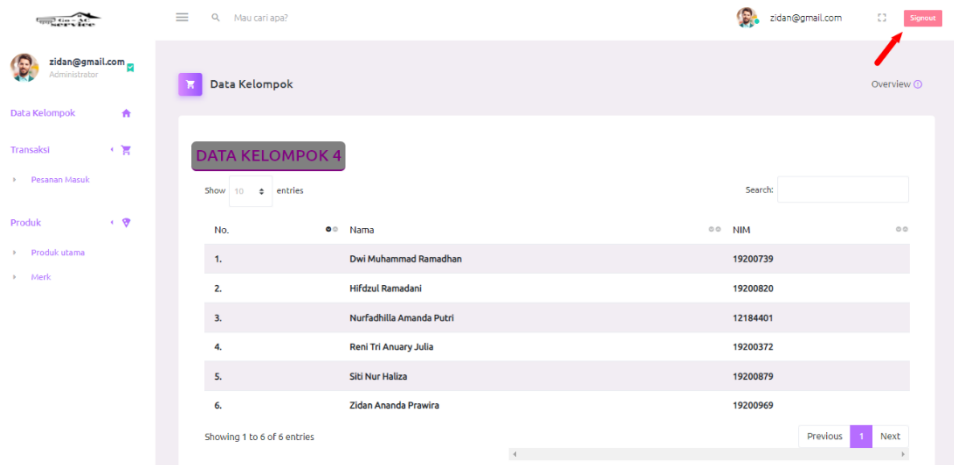 Go - AC
service
Mau cari apa?
zidan@gmail.com
Signout
zidan@gmail.com
Administrator
Data Kelompok
Transaksi
Pesanan Masuk
Produk
Produk utama
Merk
Data Kelompok
Overview
DATA KELOMPOK 4
Show 10 entries
Search:
No. Nama NIM
1. Dwi Muhammad Ramadhan 19200739
2. Hifdzul Ramadani 19200820
3. Nurfadhilla Amanda Putri 12184401
4. Reni Tri Anuary Julia 19200372
5. Siti Nur Haliza 19200879
6. Zidan Ananda Prawira 19200969
Showing 1 to 6 of 6 entries
Previous 1 Next